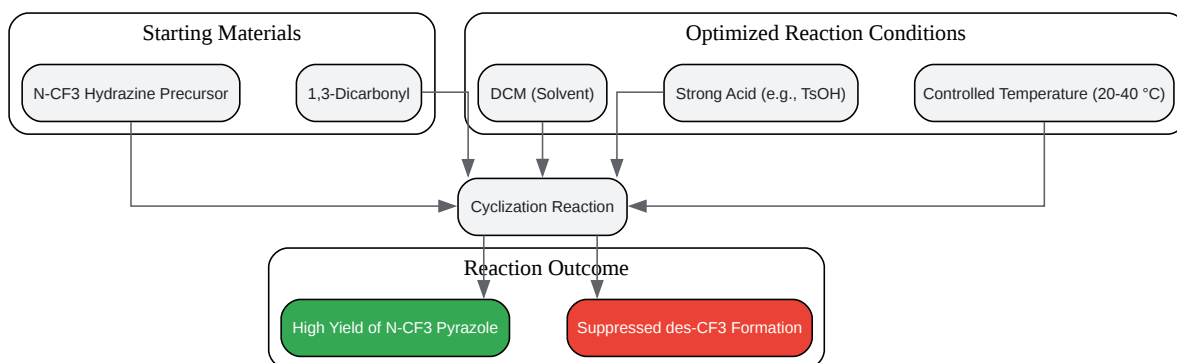 Starting Materials
Optimized Reaction Conditions
N-CF3 Hydrazine Precursor
1,3-Dicarbonyl
DCM (Solvent)
Strong Acid (e.g., TsOH)
Controlled Temperature (20-40 °C)
Cyclization Reaction
Reaction Outcome
High Yield of N-CF3 Pyrazole
Suppressed des-CF3 Formation